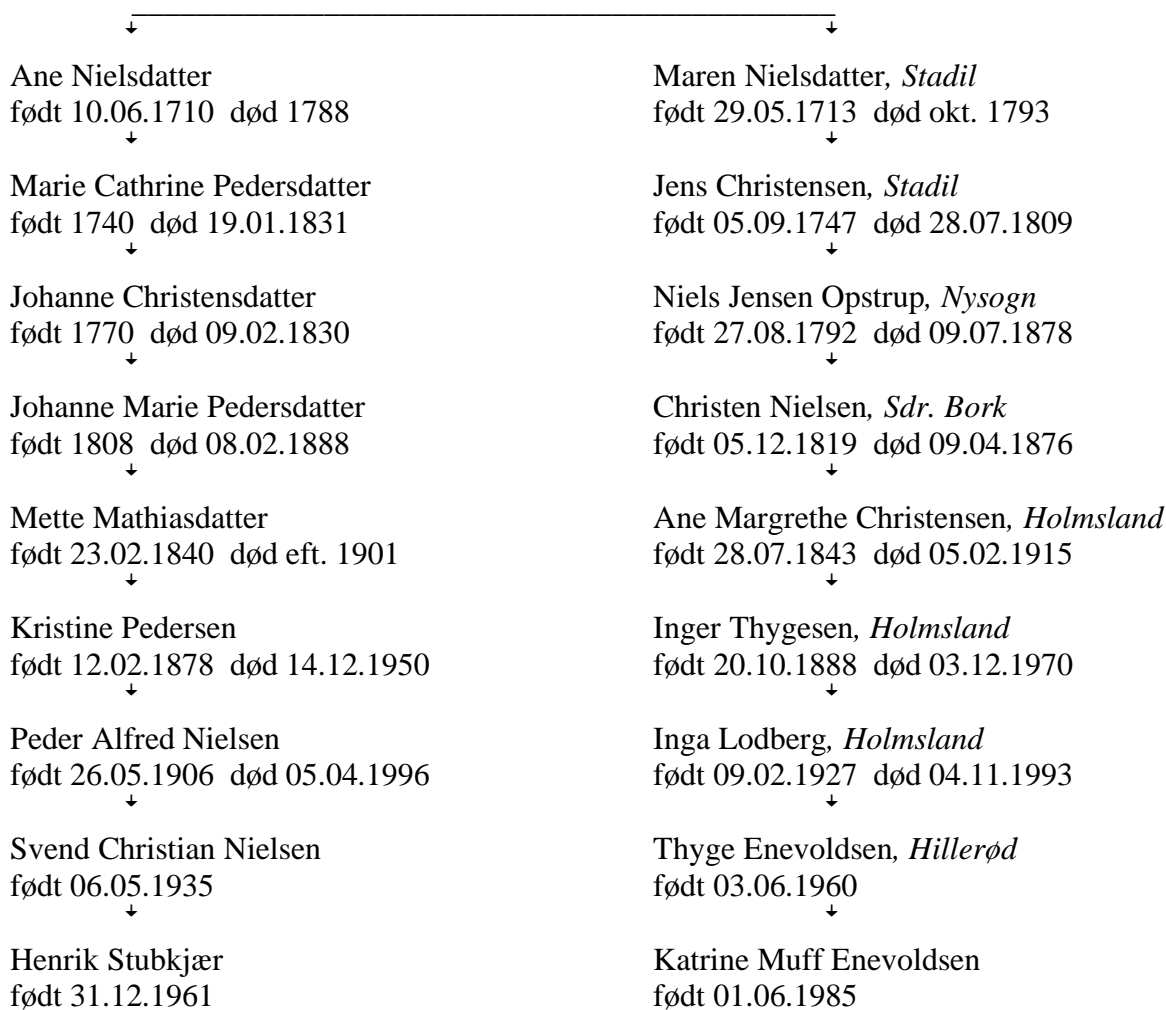 Ane Nielsdatter
født 10.06.1710 død 1788
Marie Cathrine Pedersdatter
født 1740 død 19.01.1831
Johanne Christensdatter
født 1770 død 09.02.1830
Johanne Marie Pedersdatter
født 1808 død 08.02.1888
Mette Mathiasdatter
født 23.02.1840 død eft. 1901
Kristine Pedersen
født 12.02.1878 død 14.12.1950
Peder Alfred Nielsen
født 26.05.1906 død 05.04.1996
Svend Christian Nielsen
født 06.05.1935
Henrik Stubkjær
født 31.12.1961
Maren Nielsdatter, Stadil
født 29.05.1713 død okt. 1793
Jens Christensen, Stadil
født 05.09.1747 død 28.07.1809
Niels Jensen Opstrup, Nysogn
født 27.08.1792 død 09.07.1878
Christen Nielsen, Sdr. Bork
født 05.12.1819 død 09.04.1876
Ane Margrethe Christensen, Holmsland
født 28.07.1843 død 05.02.1915
Inger Thygesen, Holmsland
født 20.10.1888 død 03.12.1970
Inga Lodberg, Holmsland
født 09.02.1927 død 04.11.1993
Thyge Enevoldsen, Hillerød
født 03.06.1960
Katrine Muff Enevoldsen
født 01.06.1985